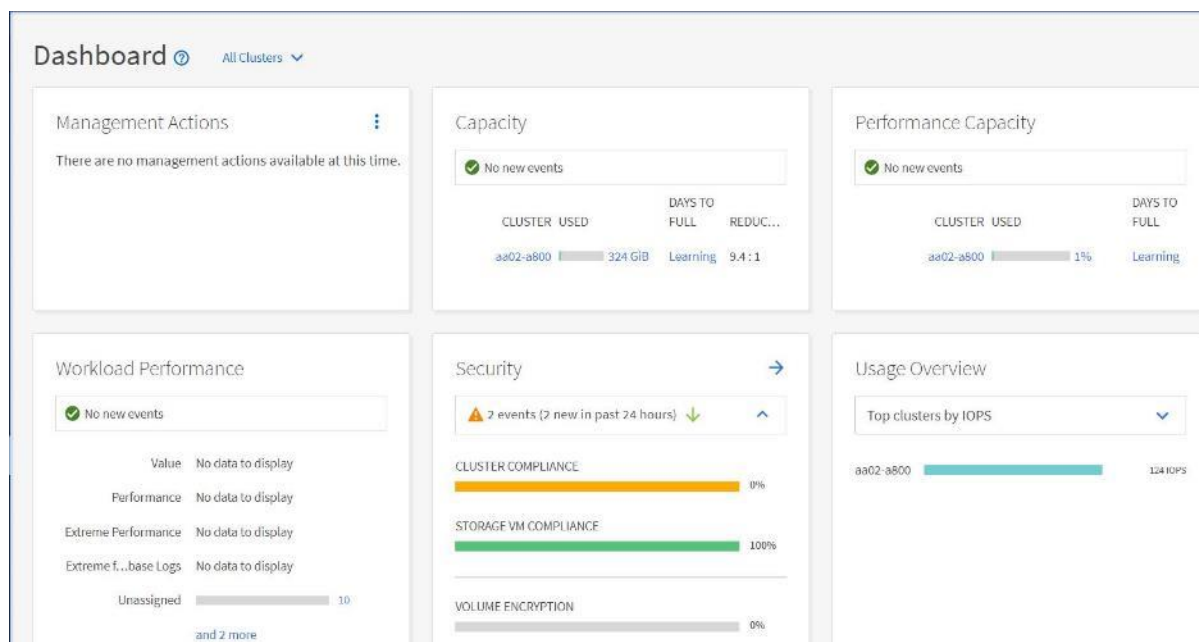 Dashboard
All Clusters
Management Actions
There are no management actions available at this time.
Capacity
No new events
CLUSTER USED DAYS TO FULL REDUC...
aa02-a800 324 GiB Learning 9.4 : 1
Performance Capacity
No new events
CLUSTER USED DAYS TO FULL
aa02-a800 1% Learning
Workload Performance
No new events
Value No data to display
Performance No data to display
Extreme Performance No data to display
Extreme f...base Logs No data to display
Unassigned 10
and 2 more
Security
2 events (2 new in past 24 hours)
CLUSTER COMPLIANCE
0%
STORAGE VM COMPLIANCE
100%
VOLUME ENCRYPTION
0%
Usage Overview
Top clusters by IOPS
aa02-a800 124 IOPS